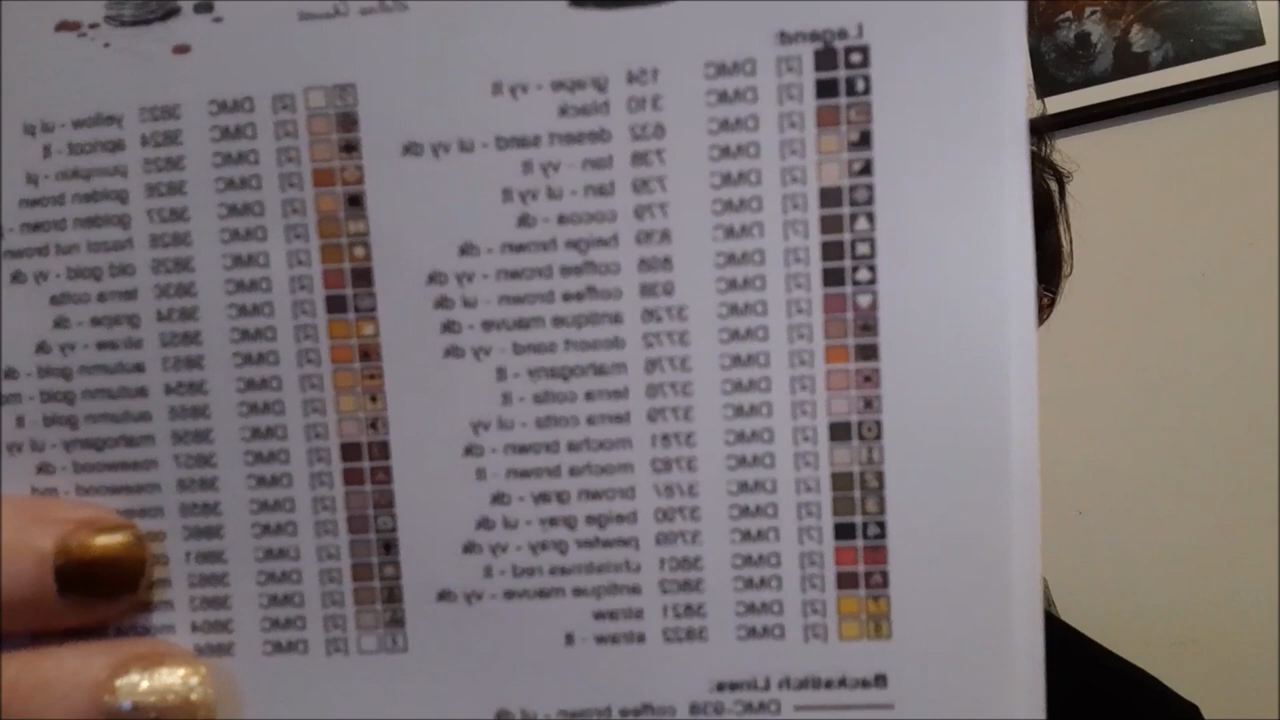 Legend:
[2] DMC 154 grape - vy lt
[2] DMC 310 black
[2] DMC 632 desert sand - ul vy dk
[2] DMC 738 tan - vy lt
[2] DMC 739 tan - ul vy lt
[2] DMC 779 cocoa - dk
[2] DMC 839 beige brown - dk
[2] DMC 898 coffee brown - vy dk
[2] DMC 938 coffee brown - ul dk
[2] DMC 3726 antique mauve - dk
[2] DMC 3772 desert sand - vy dk
[2] DMC 3776 mahogany - lt
[2] DMC 3778 terra cotta - lt
[2] DMC 3779 terra cotta - ul vy
[2] DMC 3781 mocha brown - dk
[2] DMC 3782 mocha brown - lt
[2] DMC 3787 brown gray - dk
[2] DMC 3790 beige gray - ul dk
[2] DMC 3799 pewter gray - vy dk
[2] DMC 3801 christmas red - lt
[2] DMC 3802 antique mauve - vy dk
[2] DMC 3821 straw
[2] DMC 3822 straw - lt
[2] DMC 3823 yellow - ul pl
[2] DMC 3824 apricot - lt
[2] DMC 3825 pumpkin - pl
[2] DMC 3826 golden brown
[2] DMC 3827 golden brown -
[2] DMC 3828 hazel nut brown
[2] DMC 3829 old gold - vy dk
[2] DMC 3830 terra cotta
[2] DMC 3834 grape - dk
[2] DMC 3852 straw - vy dk
[2] DMC 3853 autumn gold - dk
[2] DMC 3854 autumn gold - md
[2] DMC 3855 autumn gold - lt
[2] DMC 3856 mahogany - ul vy
[2] DMC 3857 rosewood - dk
[2] DMC 3858 rosewood - md
[2] DMC 3859
[2] DMC 3860
[2] DMC 3861
[2] DMC 3862
[2] DMC 3863
[2] DMC 3864
[2] DMC 3866
Backstitch Lines:
DMC-938 coffee brown - ul dk